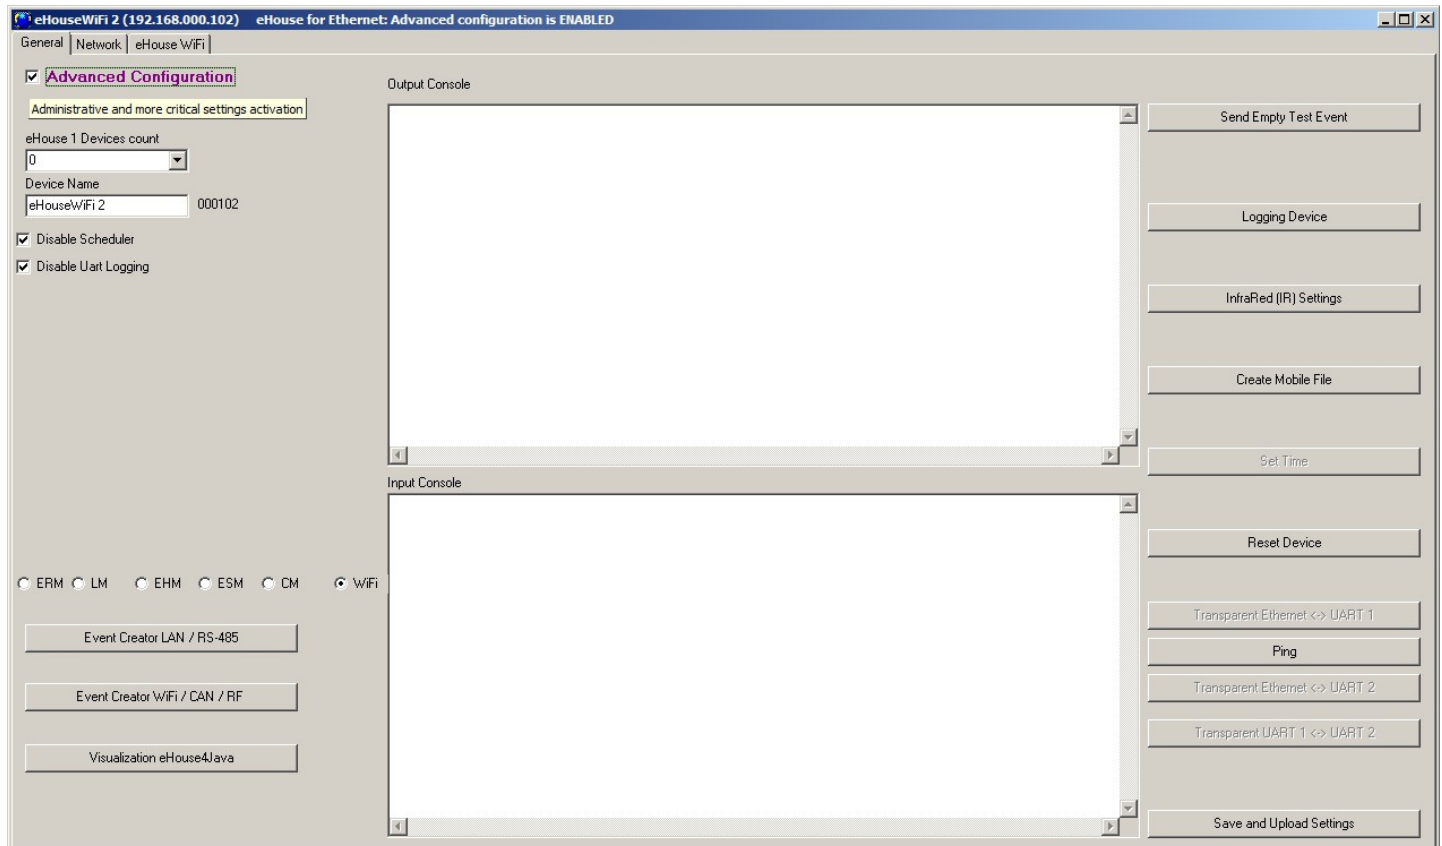 eHouseWiFi 2 (192.168.000.102) eHouse for Ethernet: Advanced configuration is ENABLED
General Network eHouse WiFi
Advanced Configuration
Administrative and more critical settings activation
eHouse 1 Devices count
0
Device Name
eHouseWiFi 2 000102
Disable Scheduler
Disable Uart Logging
ERM LM EHM ESM CM WiFi
Event Creator LAN / RS-485
Event Creator WiFi / CAN / RF
Visualization eHouse4Java
Output Console
Input Console
Send Empty Test Event
Logging Device
InfraRed (IR) Settings
Create Mobile File
Set Time
Reset Device
Transparent Ethernet <-> UART 1
Ping
Transparent Ethernet <-> UART 2
Transparent UART 1 <-> UART 2
Save and Upload Settings